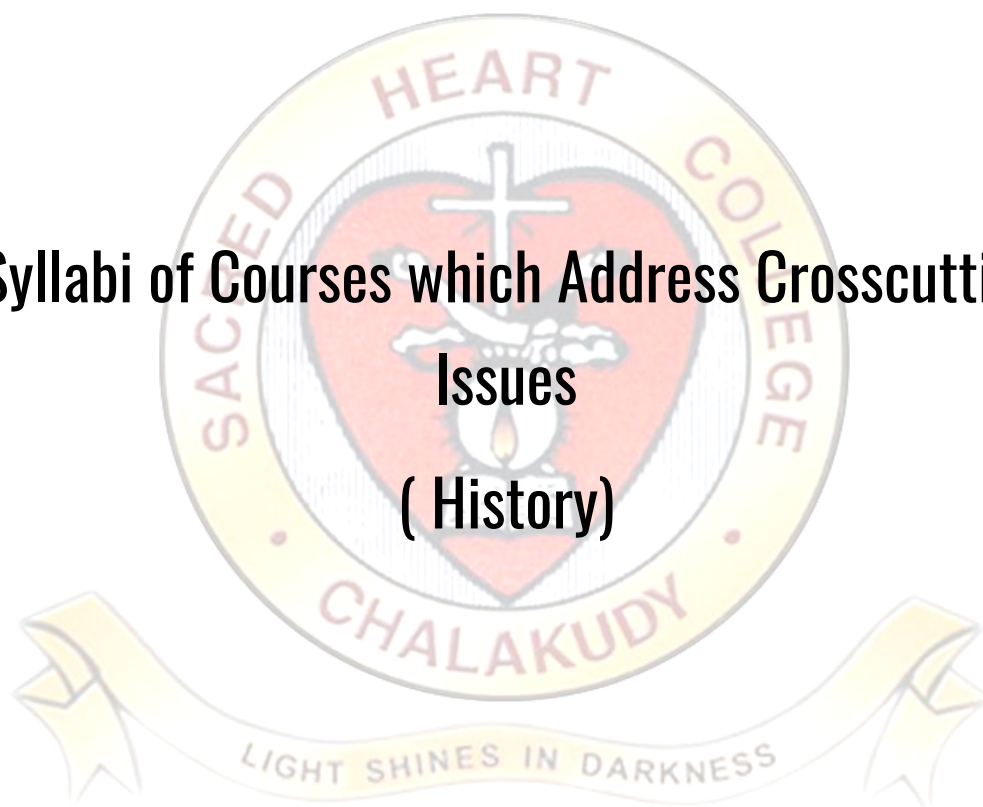 HEART
SACRED COLLEGE
Syllabi of Courses which Address Crosscutti
Issues
( History)
CHALAKUDY
LIGHT SHINES IN DARKNESS